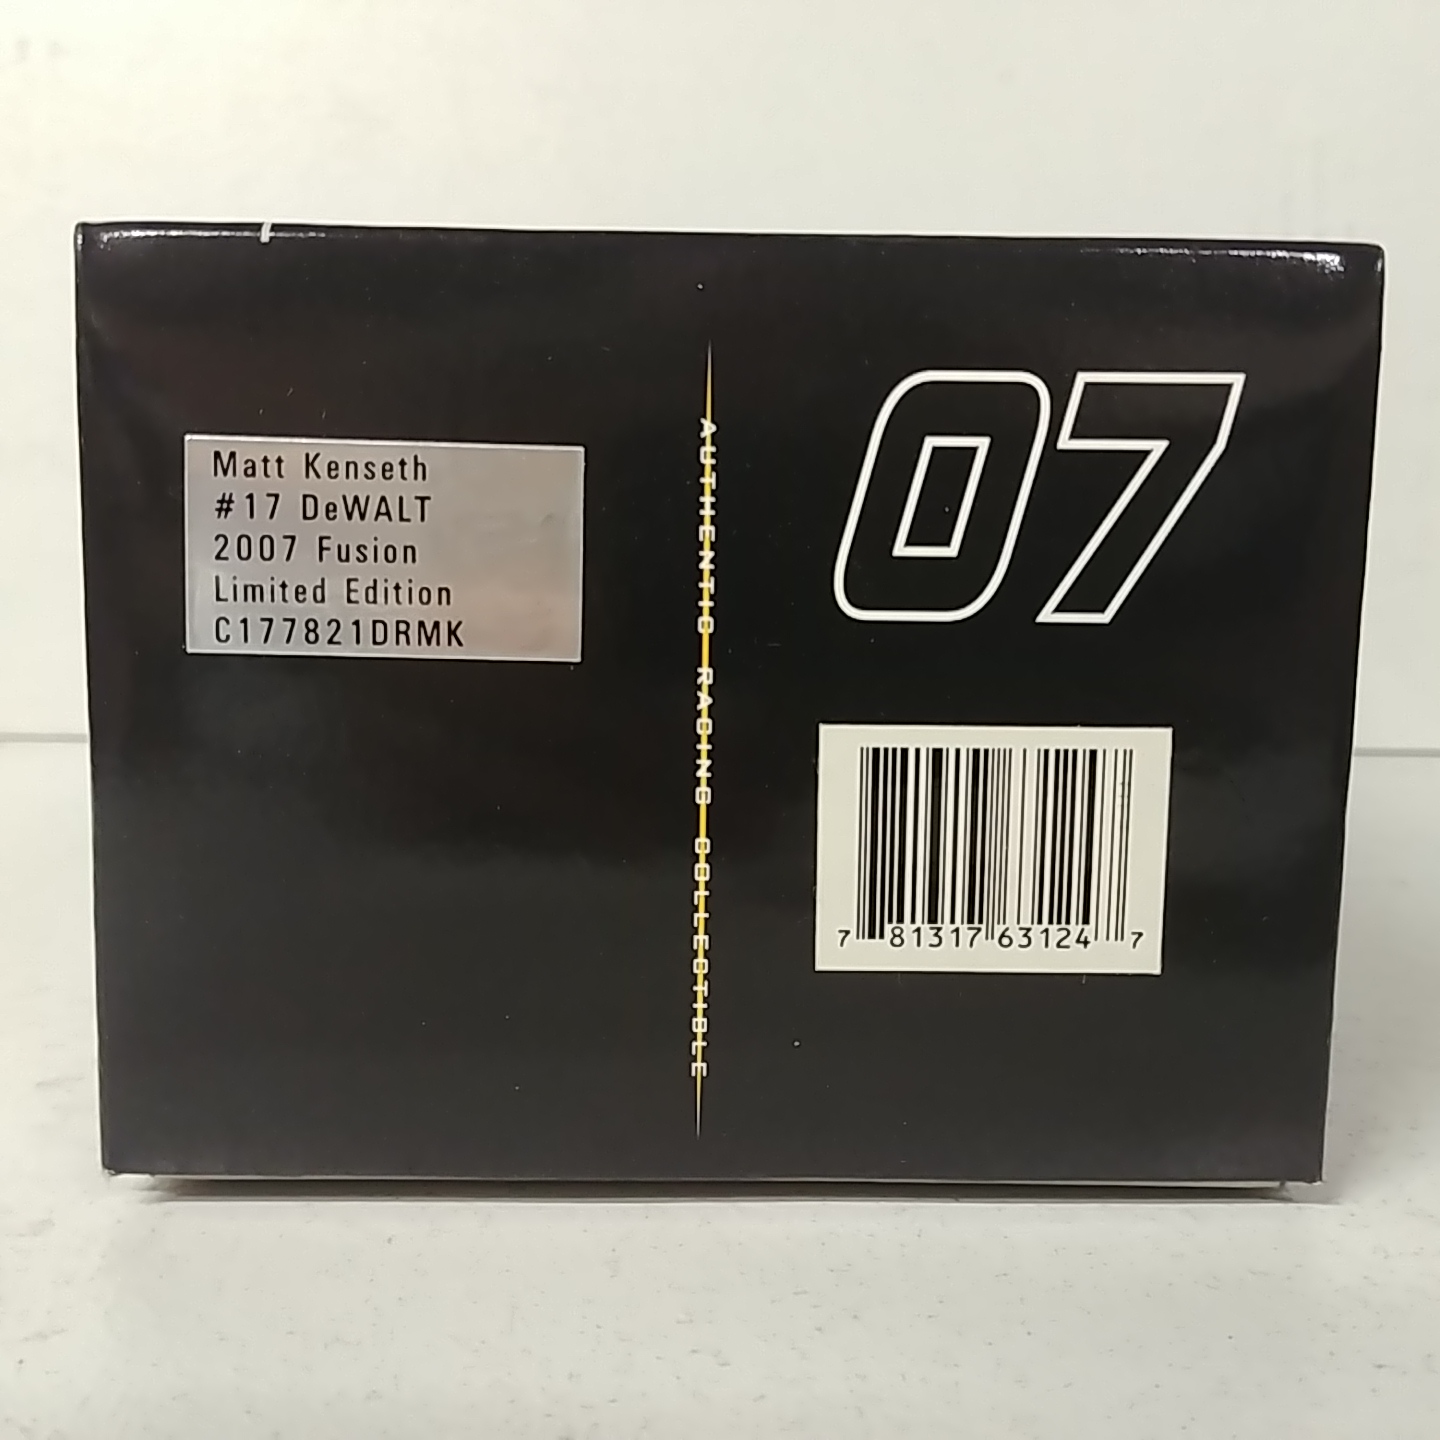 Matt Kenseth
#17 DeWALT
2007 Fusion
Limited Edition
C177821DRMK
AUTHENTIC RACING COLLECTIBLE
07
7 81317 63124 7